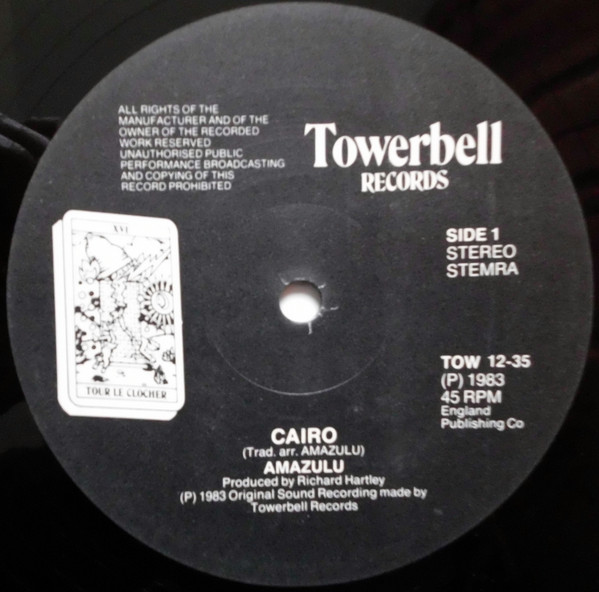 ALL RIGHTS OF THE
MANUFACTURER AND OF THE
OWNER OF THE RECORDED
WORK RESERVED
UNAUTHORISED PUBLIC
PERFORMANCE BROADCASTING
AND COPYING OF THIS
RECORD PROHIBITED
Towerbell
RECORDS
XVI
TOUR LE CLOCHER
SIDE 1
STEREO
STEMRA
TOW 12-35
(P) 1983
45 RPM
England
Publishing Co
CAIRO
(Trad. arr. AMAZULU)
AMAZULU
Produced by Richard Hartley
(P) 1983 Original Sound Recording made by
Towerbell Records